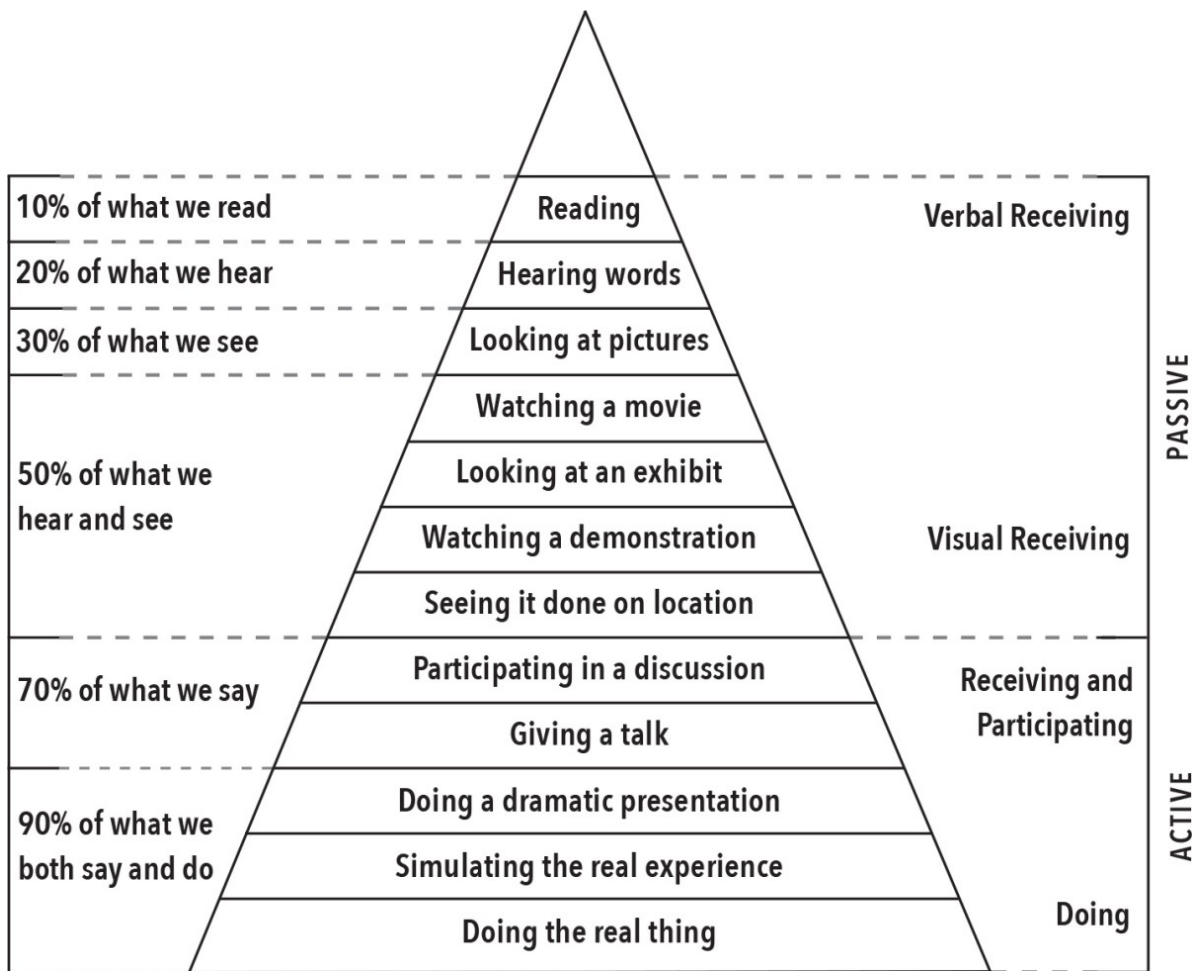 10% of what we read
Reading
Verbal Receiving
20% of what we hear
Hearing words
30% of what we see
Looking at pictures
Watching a movie
50% of what we
hear and see
Looking at an exhibit
Watching a demonstration
Visual Receiving
Seeing it done on location
PASSIVE
70% of what we say
Participating in a discussion
Giving a talk
Receiving and
Participating
90% of what we
both say and do
Doing a dramatic presentation
Simulating the real experience
Doing the real thing
Doing
ACTIVE